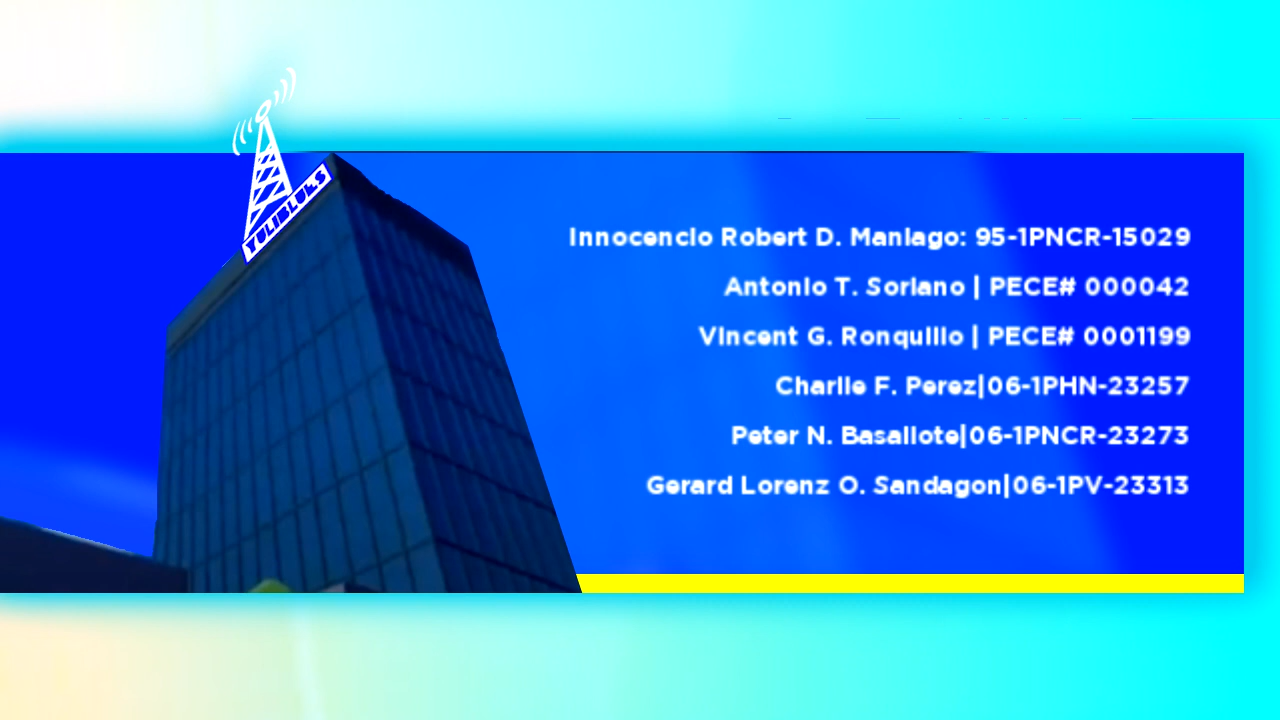 YULIBLUES
Innocencio Robert D. Maniago: 95-1PNCR-15029
Antonio T. Soriano | PECE# 000042
Vincent G. Ronquillo | PECE# 0001199
Charlie F. Perez|06-1PHN-23257
Peter N. Basallote|06-1PNCR-23273
Gerard Lorenz O. Sandagon|06-1PV-23313